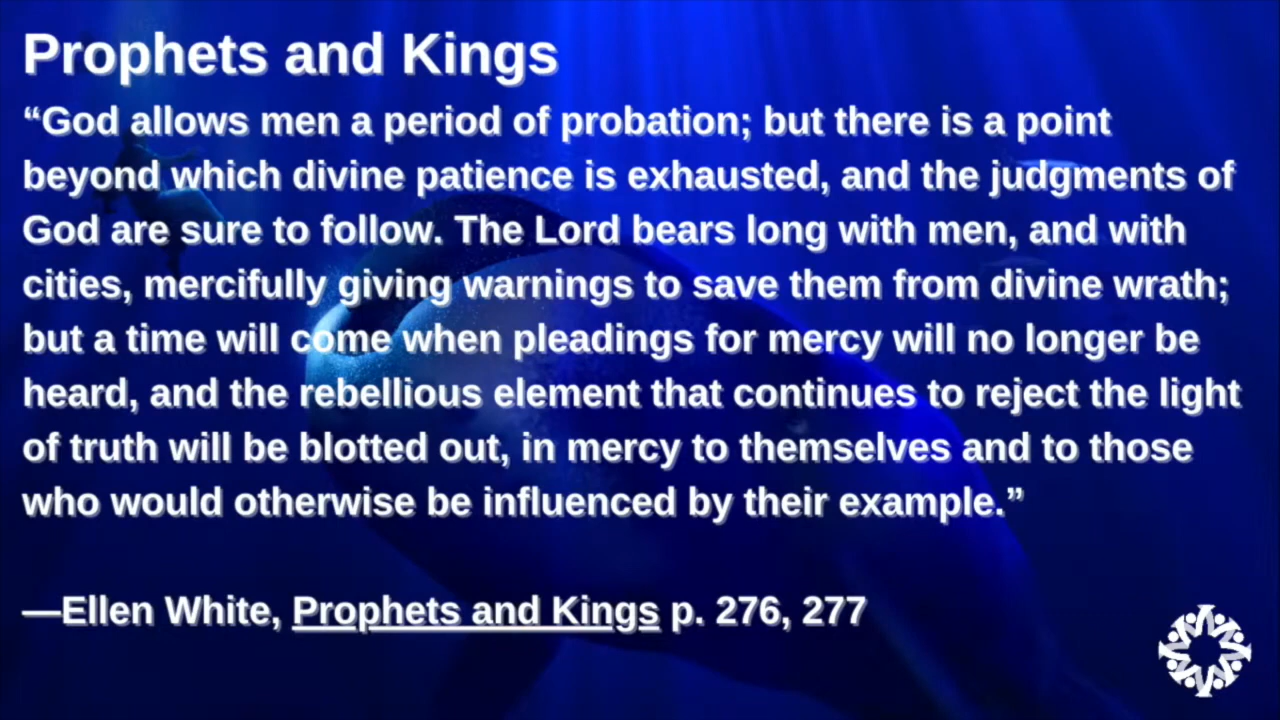 Prophets and Kings
“God allows men a period of probation; but there is a point
beyond which divine patience is exhausted, and the judgments of
God are sure to follow. The Lord bears long with men, and with
cities, mercifully giving warnings to save them from divine wrath;
but a time will come when pleadings for mercy will no longer be
heard, and the rebellious element that continues to reject the light
of truth will be blotted out, in mercy to themselves and to those
who would otherwise be influenced by their example.”
—Ellen White, Prophets and Kings p. 276, 277